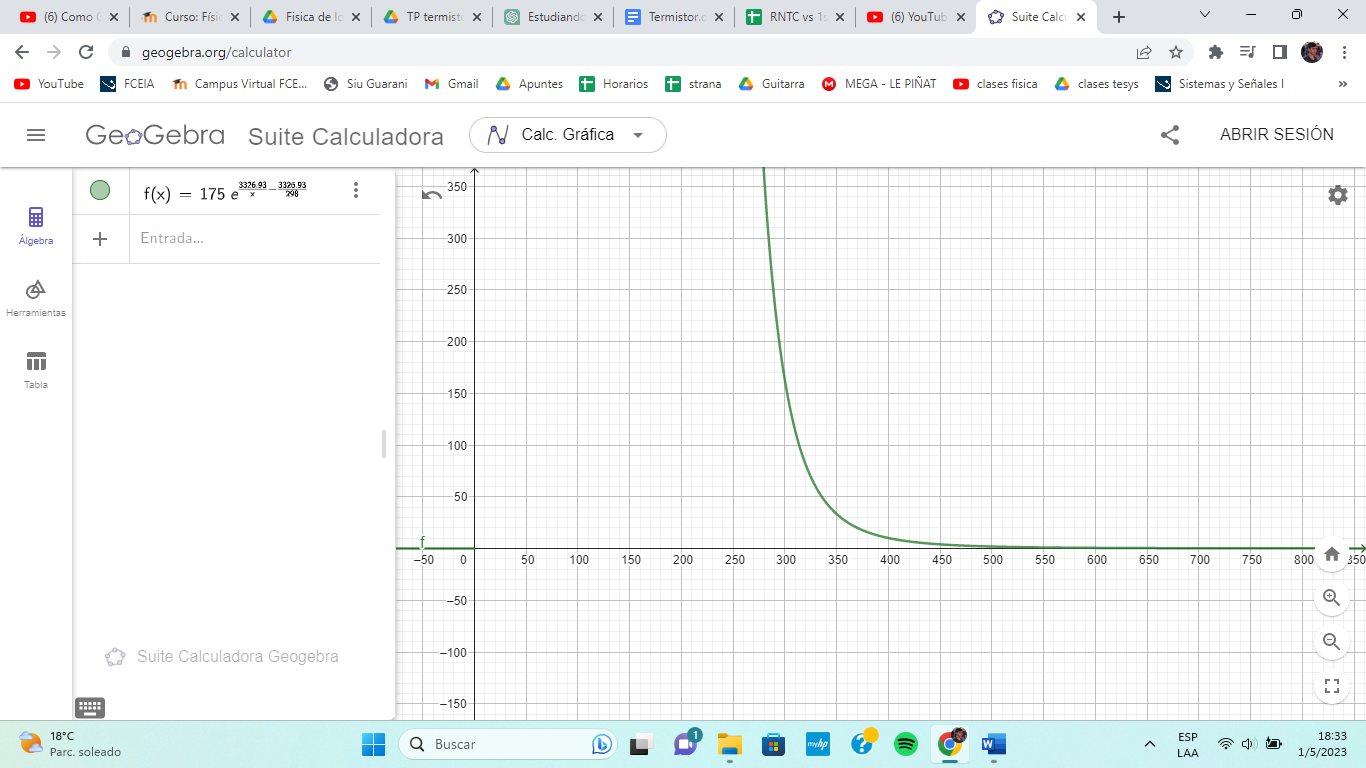 (6) Como C
Curso: Físic
Fisica de lo
TP termisto
Estudiando
Termistor.c
RNTC vs 1s
(6) YouTub
Suite Calcu
geogebra.org/calculator
YouTube FCEIA Campus Virtual FCE... Siu Guarani Gmail Apuntes Horarios strana Guitarra MEGA - LE PIÑAT clases fisica clases tesys Sistemas y Señales I »
GeoGebra Suite Calculadora Calc. Gráfica ABRIR SESIÓN
f(x) = 175 e^(3326.93/x − 3326.93/298)
Entrada...
Álgebra
Herramientas
Tabla
350
300
250
200
150
100
50
f
−50 0 50 100 150 200 250 300 350 400 450 500 550 600 650 700 750 800 350
−50
−100
−150
Suite Calculadora Geogebra
18°C
Parc. soleado
Buscar
1
myhp
ESP
LAA
18:33
1/5/2023